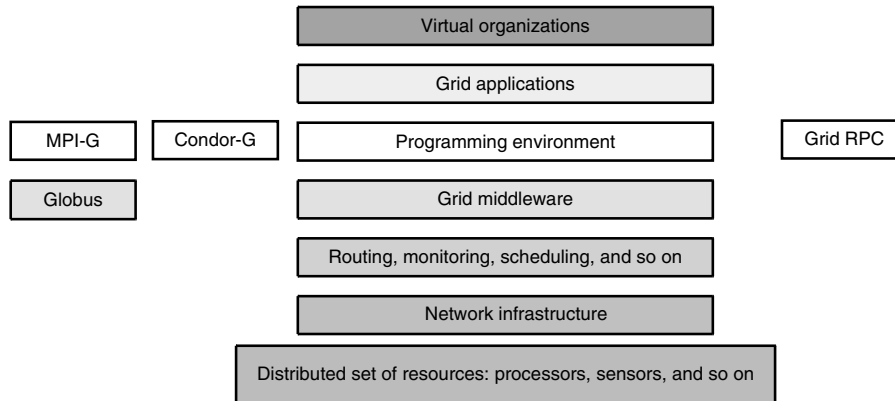 Virtual organizations
Grid applications
MPI-G
Condor-G
Programming environment
Grid RPC
Globus
Grid middleware
Routing, monitoring, scheduling, and so on
Network infrastructure
Distributed set of resources: processors, sensors, and so on